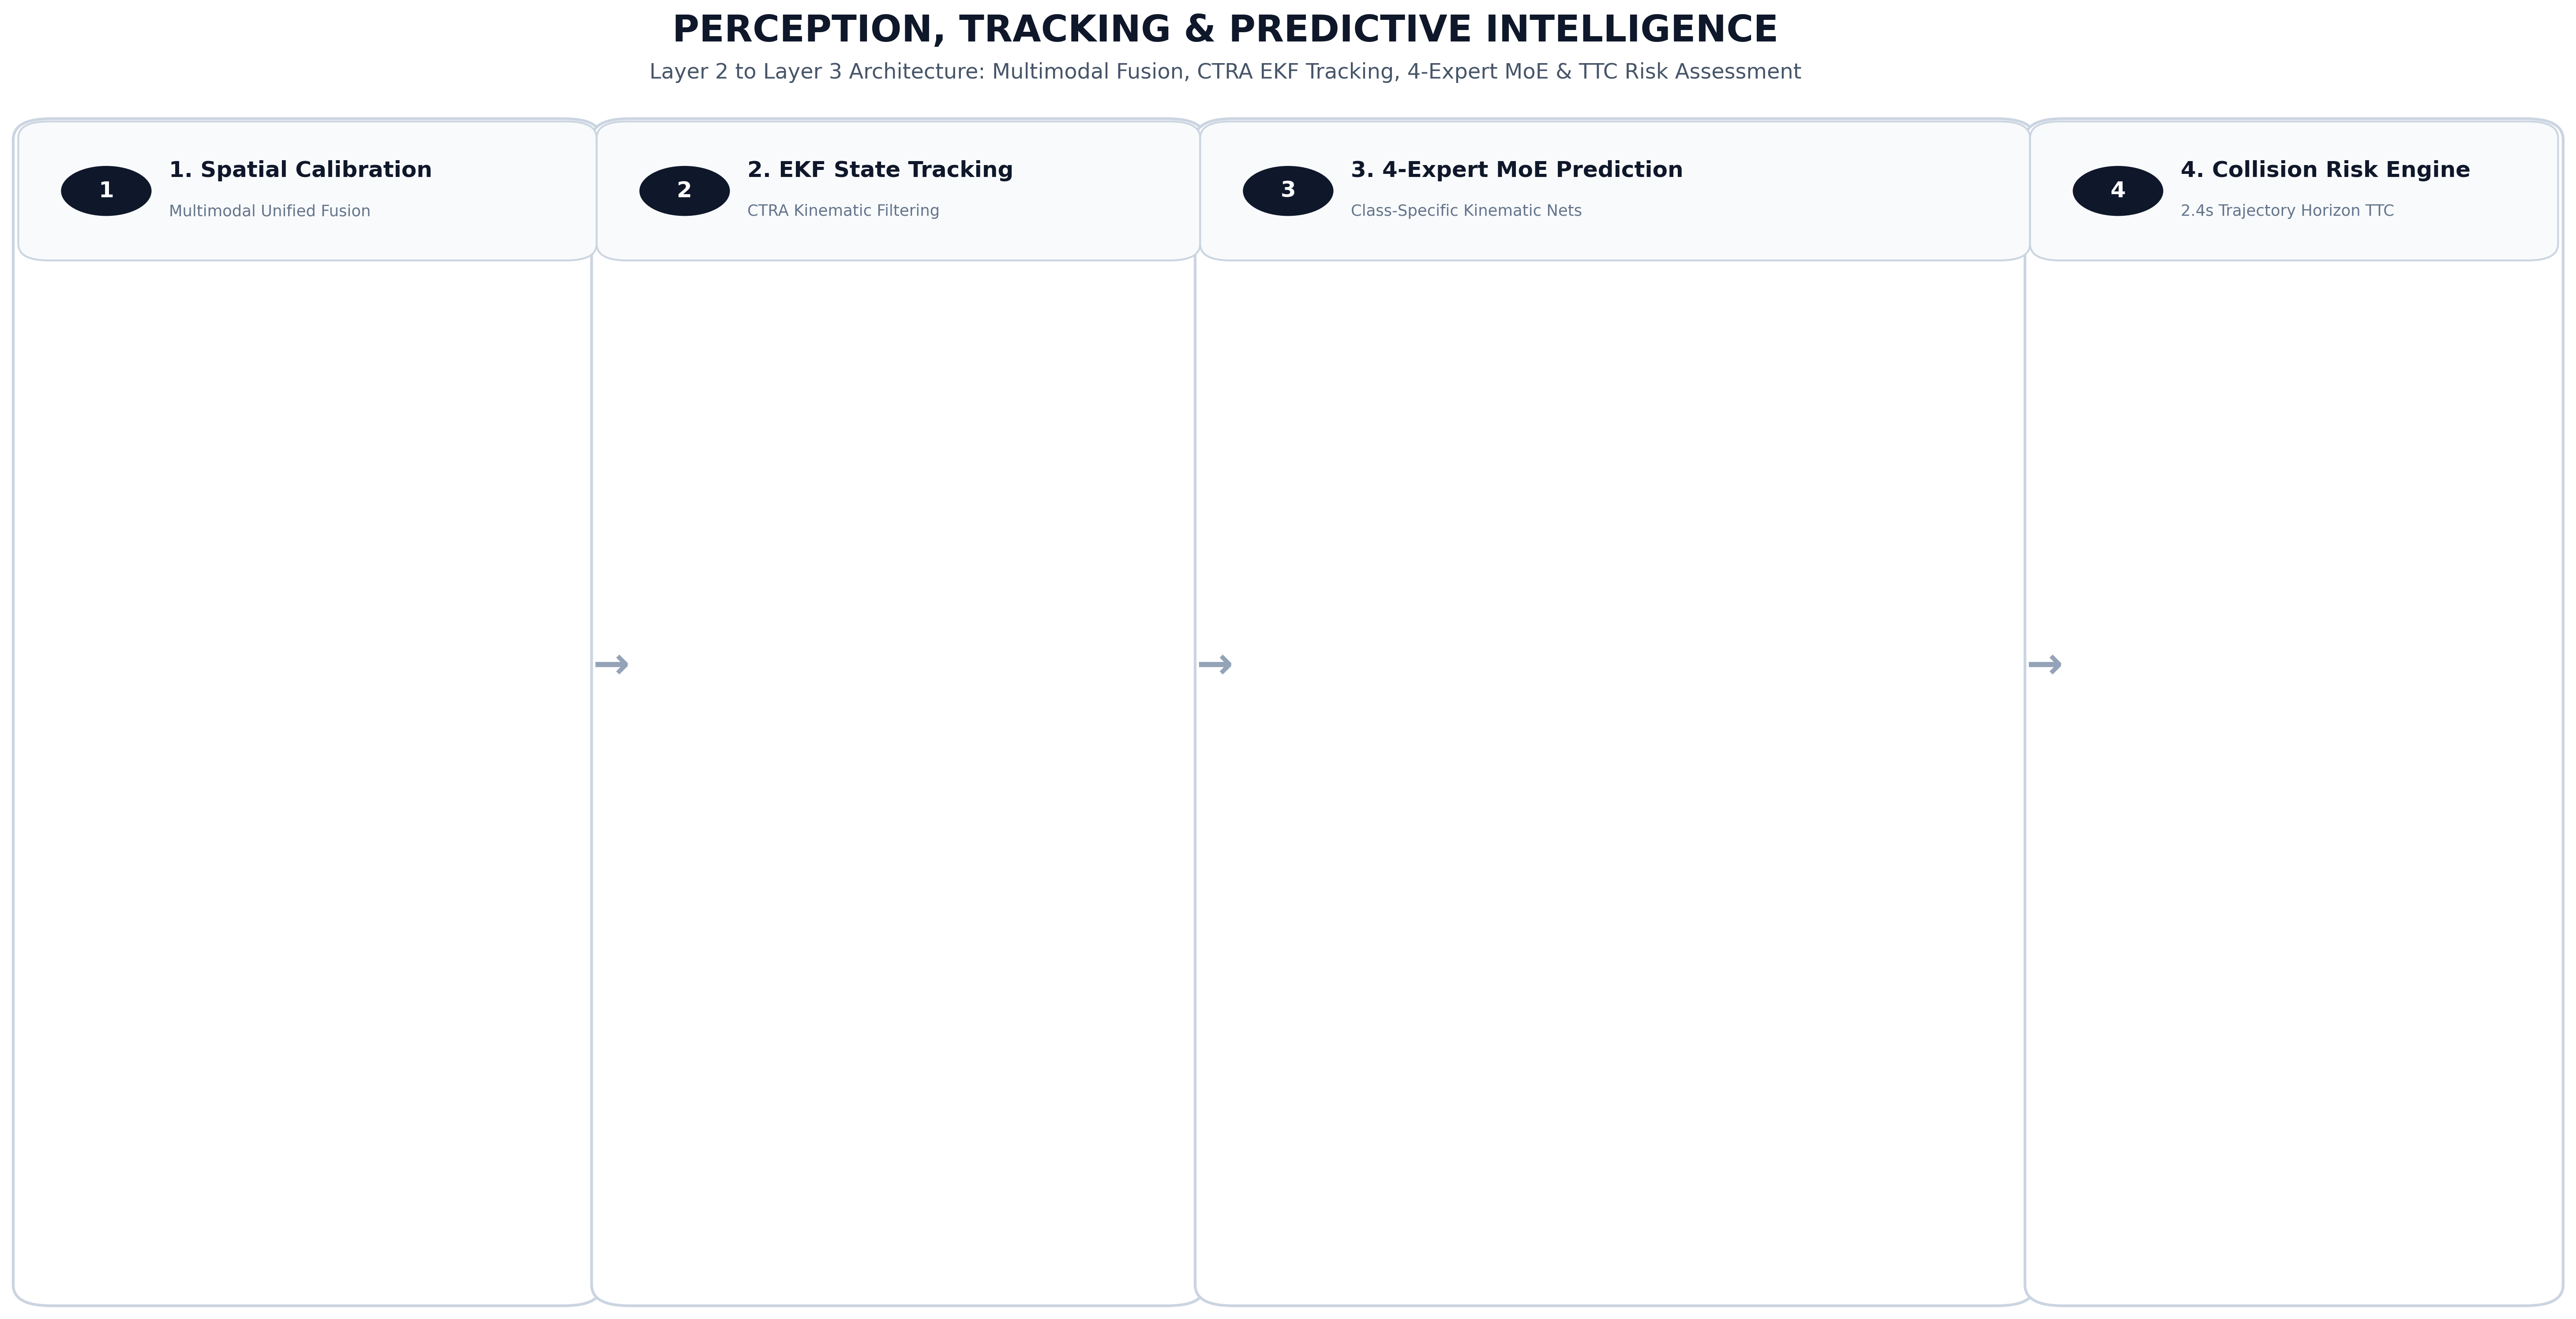 PERCEPTION, TRACKING & PREDICTIVE INTELLIGENCE
Layer 2 to Layer 3 Architecture: Multimodal Fusion, CTRA EKF Tracking, 4-Expert MoE & TTC Risk Assessment
1
1. Spatial Calibration
Multimodal Unified Fusion
2
2. EKF State Tracking
CTRA Kinematic Filtering
3
3. 4-Expert MoE Prediction
Class-Specific Kinematic Nets
4
4. Collision Risk Engine
2.4s Trajectory Horizon TTC
→
→
→